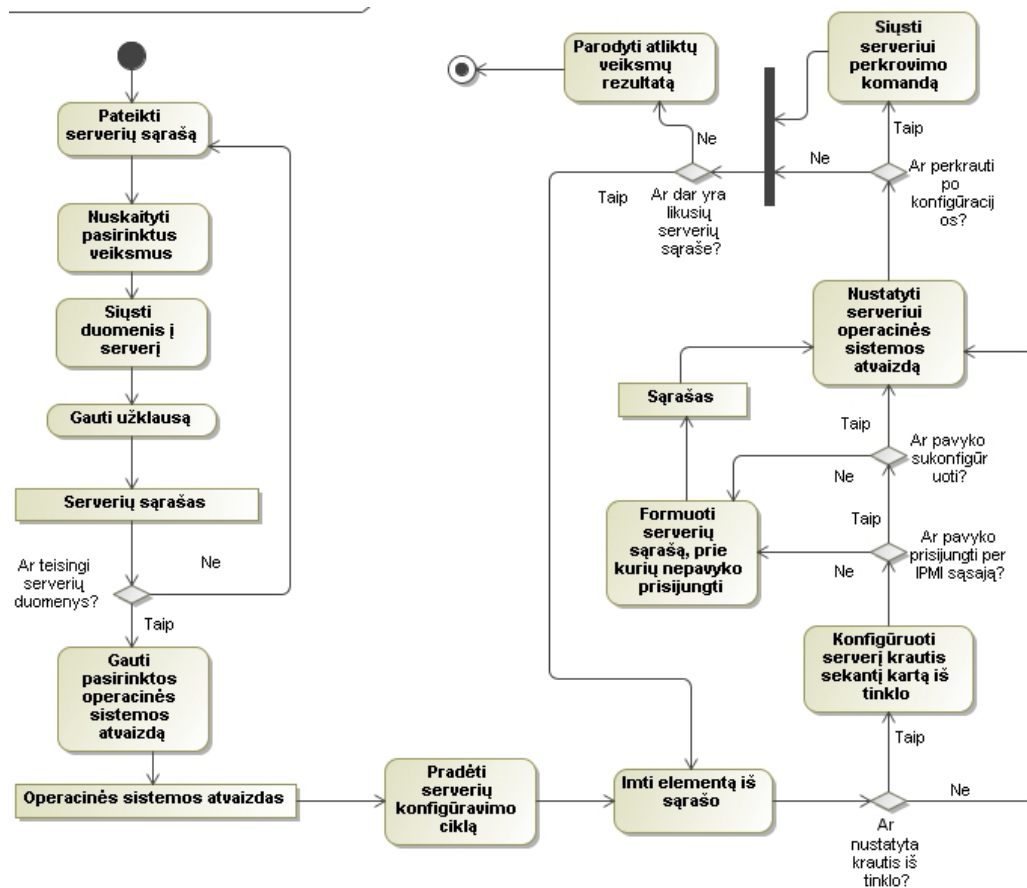 Pateikti
serverių sąrašą
Nuskaityti
pasirinktus
veiksmus
Siųsti
duomenis į
serverį
Gauti užklausą
Serverių sąrašas
Ar teisingi
serverių
duomenys?
Ne
Taip
Gauti
pasirinktos
operacinės
sistemos
atvaizdą
Operacinės sistemos atvaizdas
Pradėti
serverių
konfigūravimo
ciklą
Imti elementą iš
sąrašo
Ar
nustatyta
krautis iš
tinklo?
Ne
Taip
Konfigūruoti
serverį krautis
sekantį kartą iš
tinklo
Ar pavyko
prisijungti per
IPMI sąsają?
Ne
Taip
Formuoti
serverių
sąrašą, prie
kurių nepavyko
prisijungti
Ar pavyko
sukonfigūr
uoti?
Ne
Taip
Sąrašas
Nustatyti
serveriui
operacinės
sistemos
atvaizdą
Ar perkrauti
po
konfigūracij
os?
Ne
Taip
Siųsti
serveriui
perkrovimo
komandą
Ar dar yra
likusių
serverių
sąraše?
Taip
Ne
Parodyti atliktų
veiksmų
rezultatą